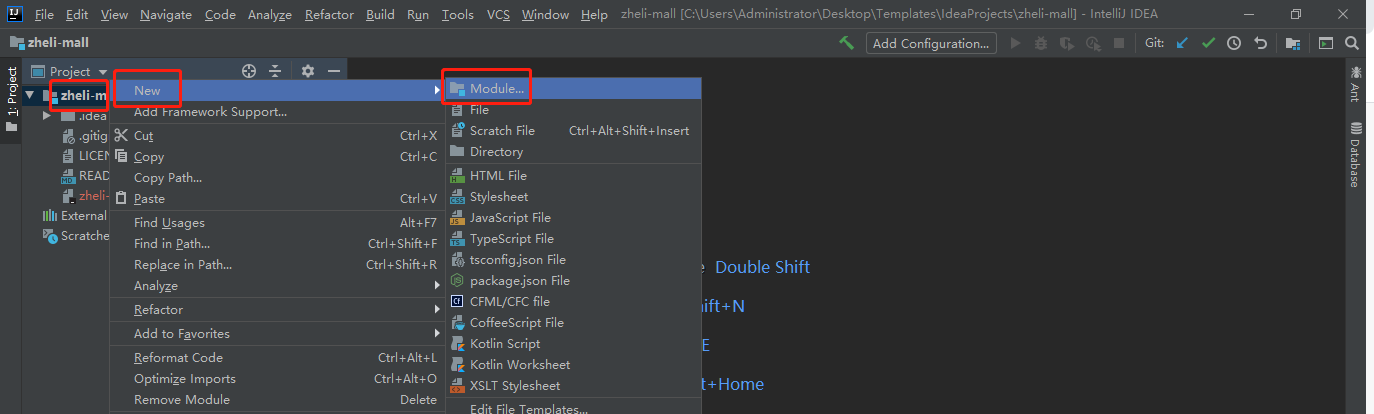 File Edit View Navigate Code Analyze Refactor Build Run Tools VCS Window Help zheli-mall [C:\Users\Administrator\Desktop\Templates\IdeaProjects\zheli-mall] - IntelliJ IDEA
zheli-mall Add Configuration... Git:
1: Project
Project
zheli-m
.idea
.gitig
LICEN
READ
zheli-
External
Scratche
New
Add Framework Support...
Cut Ctrl+X
Copy Ctrl+C
Copy Path...
Paste Ctrl+V
Find Usages Alt+F7
Find in Path... Ctrl+Shift+F
Replace in Path... Ctrl+Shift+R
Analyze
Refactor
Add to Favorites
Reformat Code Ctrl+Alt+L
Optimize Imports Ctrl+Alt+O
Remove Module Delete
Module...
File
Scratch File Ctrl+Alt+Shift+Insert
Directory
HTML File
Stylesheet
JavaScript File
TypeScript File
tsconfig.json File
package.json File
CFML/CFC file
CoffeeScript File
Kotlin Script
Kotlin Worksheet
XSLT Stylesheet
Edit File Templates...
e Double Shift
hift+N
E
t+Home
Ant
Database